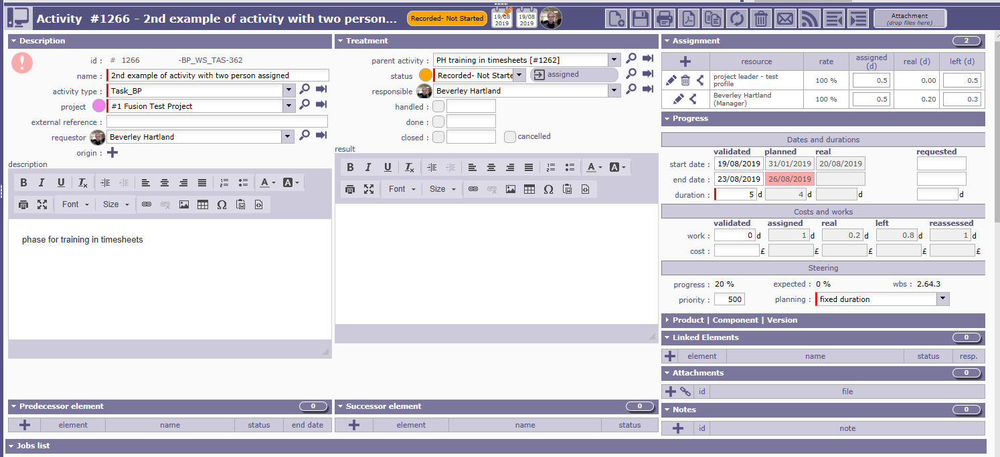 Activity #1266 - 2nd example of activity with two person...
Recorded- Not Started
19/08
2019
19/08
2019
Attachment
(drop files here)
Description
id : # 1266 -BP_WS_TAS-362
name : 2nd example of activity with two person assigned
activity type : Task_BP
project #1 Fusion Test Project
external reference :
requestor Beverley Hartland
origin :
description
B I U Tx A A
Font Size Ω
phase for training in timesheets
Treatment
parent activity : PH training in timesheets [#1262]
status Recorded- Not Starte assigned
responsible Beverley Hartland
handled :
done :
closed : cancelled
result
B I U Tx A A
Font Size Ω
Assignment 2
resource rate assigned (d) real (d) left (d)
project leader - test profile 100 % 0.5 0.00 0.5
Beverley Hartland (Manager) 100 % 0.5 0.20 0.3
Progress
Dates and durations
validated planned real requested
start date : 19/08/2019 31/01/2019 20/08/2019
end date : 23/08/2019 26/08/2019
duration : 5 d 4 d d d
Costs and works
validated assigned real left reassessed
work : 0 d 1 d 0.2 d 0.8 d 1 d
cost : £ £ £ £ £
Steering
progress : 20 % expected : 0 % wbs : 2.64.3
priority : 500 planning : fixed duration
Product | Component | Version
Linked Elements 0
element name status resp.
Attachments 0
id file
Notes 0
id note
Predecessor element 0
element name status end date
Successor element 0
element name status
Jobs list